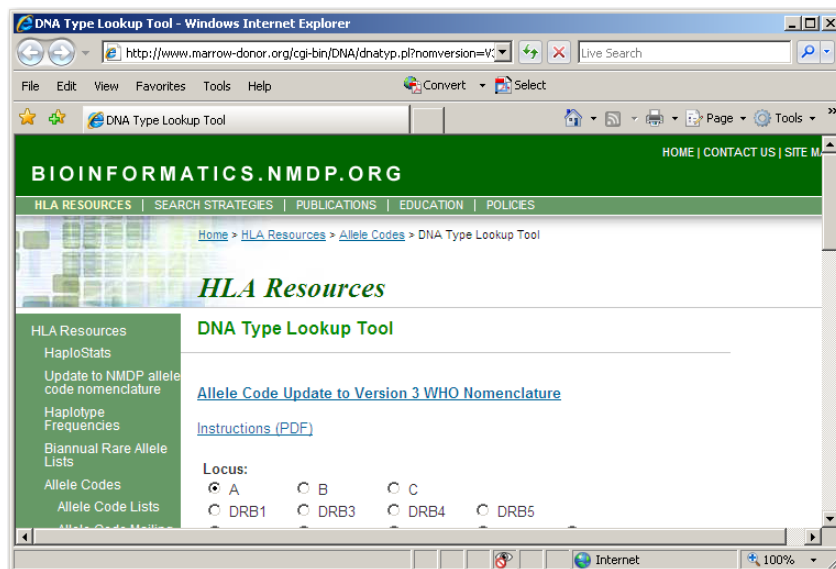 DNA Type Lookup Tool - Windows Internet Explorer
http://www.marrow-donor.org/cgi-bin/DNA/dnatyp.pl?nomversion=V
Live Search
File Edit View Favorites Tools Help Convert Select
DNA Type Lookup Tool Page Tools »
HOME | CONTACT US | SITE M
BIOINFORMATICS.NMDP.ORG
HLA RESOURCES | SEARCH STRATEGIES | PUBLICATIONS | EDUCATION | POLICIES
Home > HLA Resources > Allele Codes > DNA Type Lookup Tool
HLA Resources
DNA Type Lookup Tool
HLA Resources
HaploStats
Update to NMDP allele
code nomenclature
Haplotype
Frequencies
Biannual Rare Allele
Lists
Allele Codes
Allele Code Lists
Allele Code Mailing
Allele Code Update to Version 3 WHO Nomenclature
Instructions (PDF)
Locus:
A B C
DRB1 DRB3 DRB4 DRB5
Internet 100%